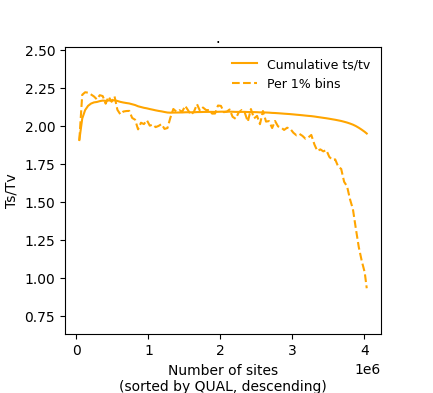 .
2.50
2.25
2.00
1.75
1.50
1.25
1.00
0.75
Ts/Tv
Cumulative ts/tv
Per 1% bins
0 1 2 3 4
1e6
Number of sites
(sorted by QUAL, descending)